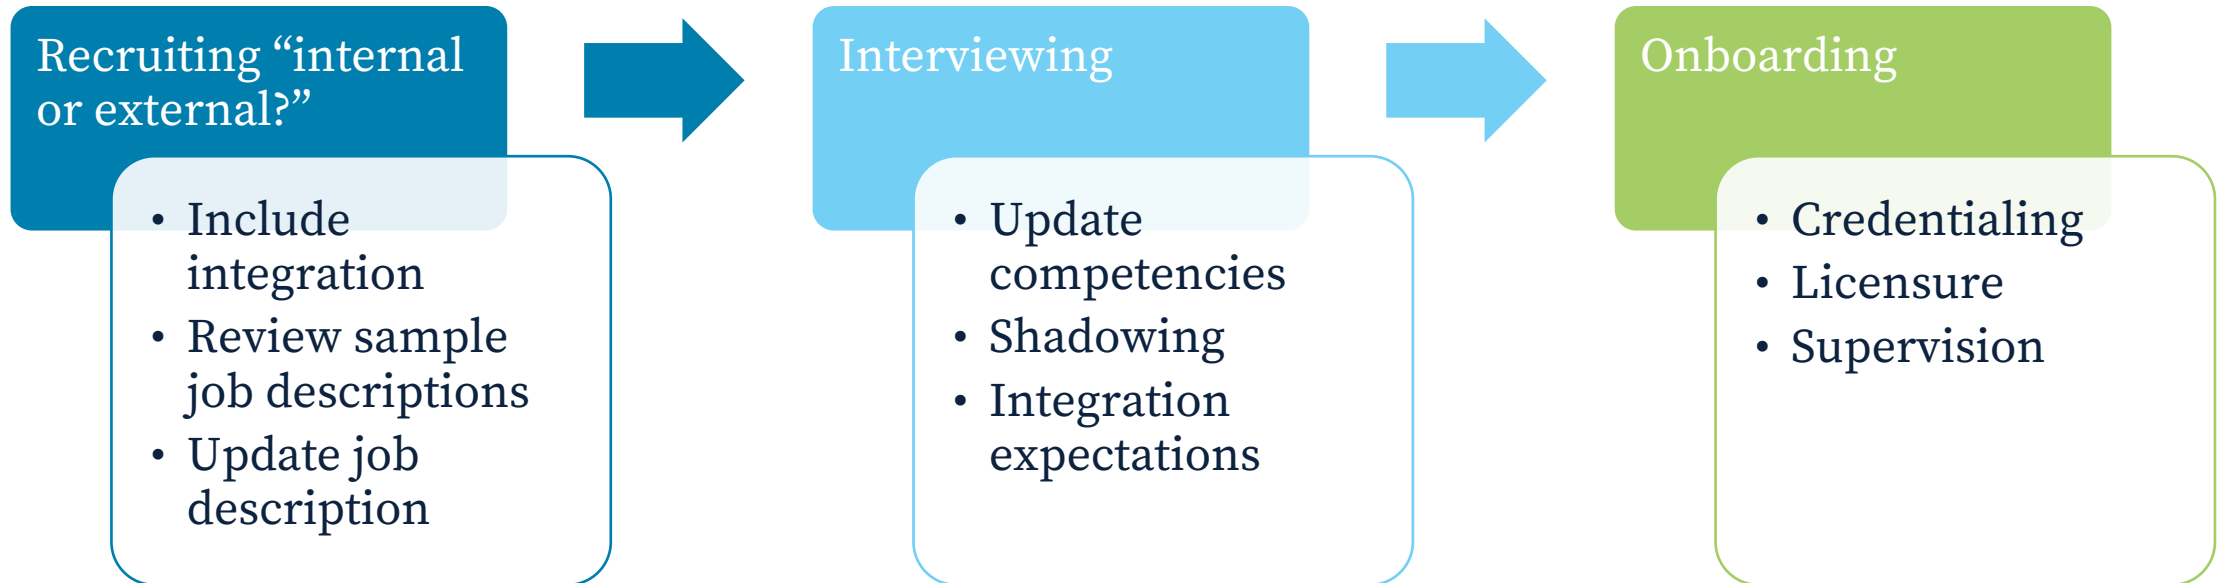 Recruiting “internal
or external?”
• Include
integration
• Review sample
job descriptions
• Update job
description
Interviewing
• Update
competencies
• Shadowing
• Integration
expectations
Onboarding
• Credentialing
• Licensure
• Supervision